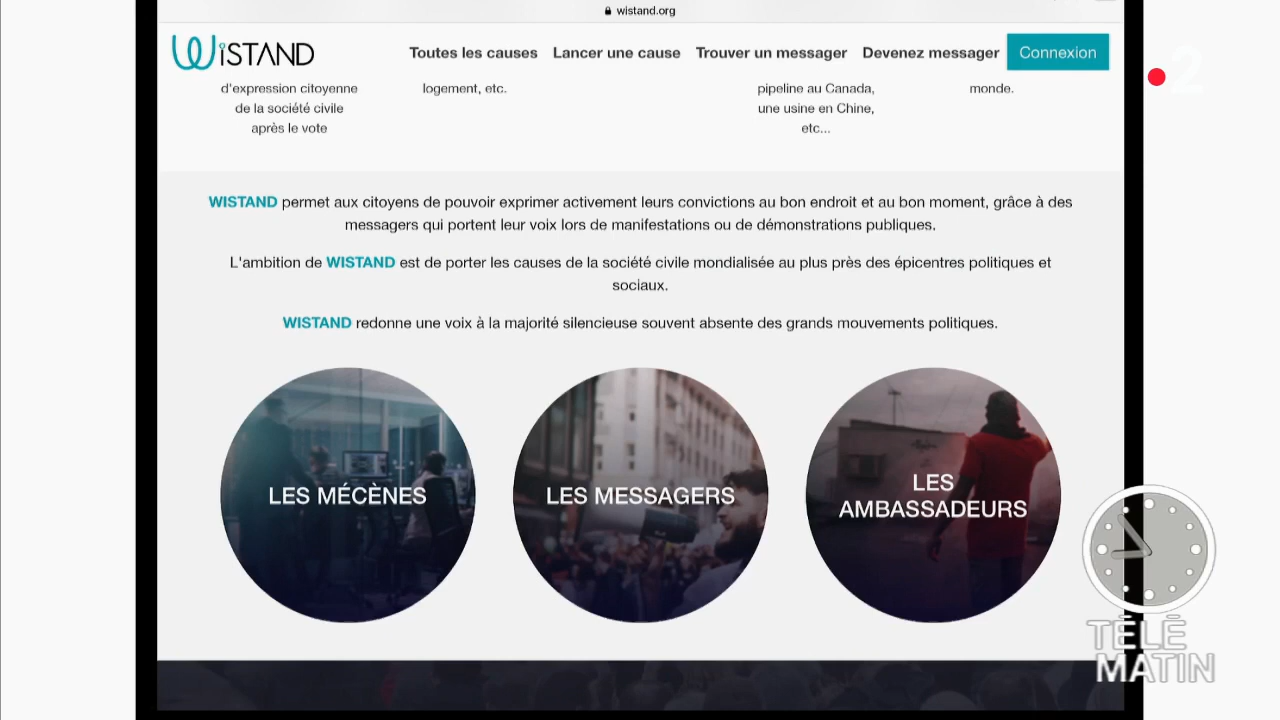 wistand.org
WISTAND
Toutes les causes
Lancer une cause
Trouver un messager
Devenez messager
Connexion
2
d'expression citoyenne
de la société civile
après le vote
logement, etc.
pipeline au Canada,
une usine en Chine,
etc...
monde.
WISTAND permet aux citoyens de pouvoir exprimer activement leurs convictions au bon endroit et au bon moment, grâce à des
messagers qui portent leur voix lors de manifestations ou de démonstrations publiques.
L'ambition de WISTAND est de porter les causes de la société civile mondialisée au plus près des épicentres politiques et
sociaux.
WISTAND redonne une voix à la majorité silencieuse souvent absente des grands mouvements politiques.
LES MÉCÈNES
LES MESSAGERS
LES
AMBASSADEURS
TÉLÉ
MATIN